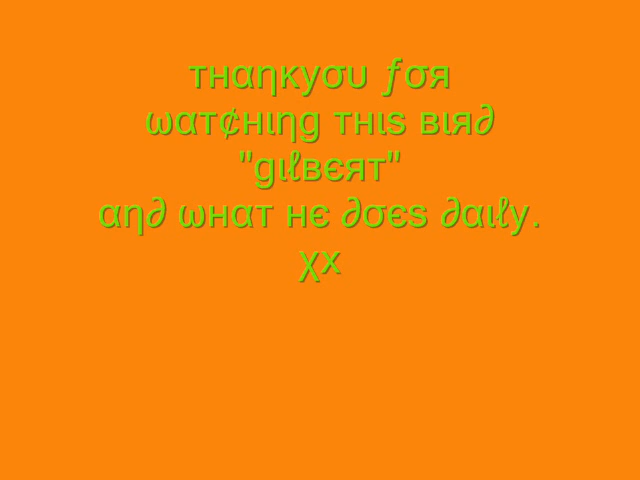 тнαηкуσυ ƒσя
ωαт¢нιηg тнιѕ вιя∂
"gιℓвєят"
αη∂ ωнαт нє ∂σєѕ ∂αιℓу.
χх